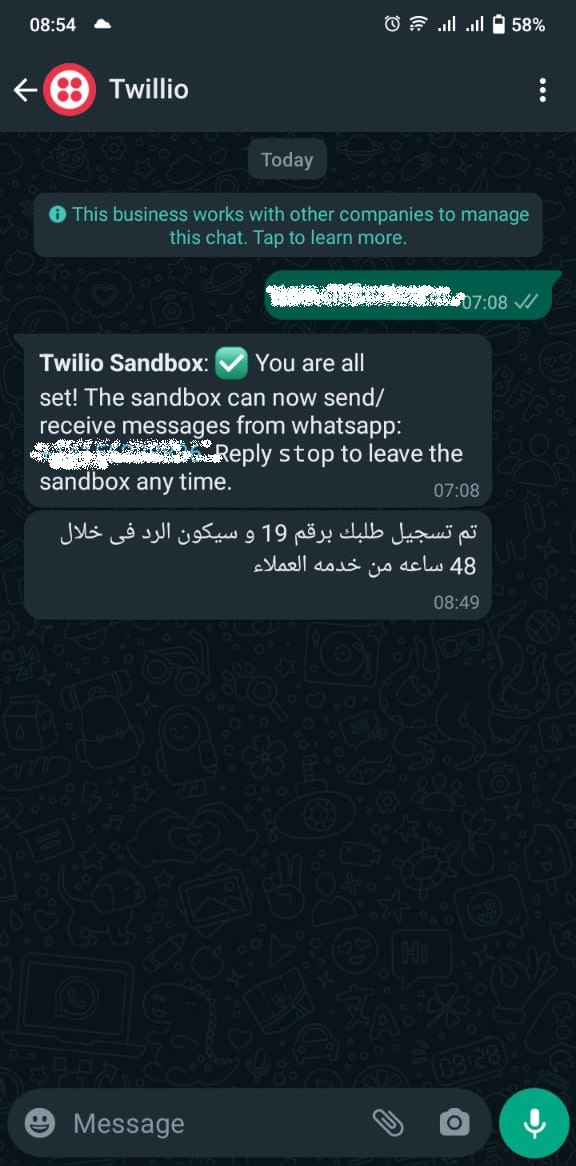 08:54
58%
Twillio
Today
This business works with other companies to manage
this chat. Tap to learn more.
07:08
Twilio Sandbox: ✅ You are all
set! The sandbox can now send/
receive messages from whatsapp:
Reply stop to leave the
sandbox any time.
07:08
تم تسجيل طلبك برقم 19 و سيكون الرد فى خلال
48 ساعه من خدمه العملاء
08:49
Message